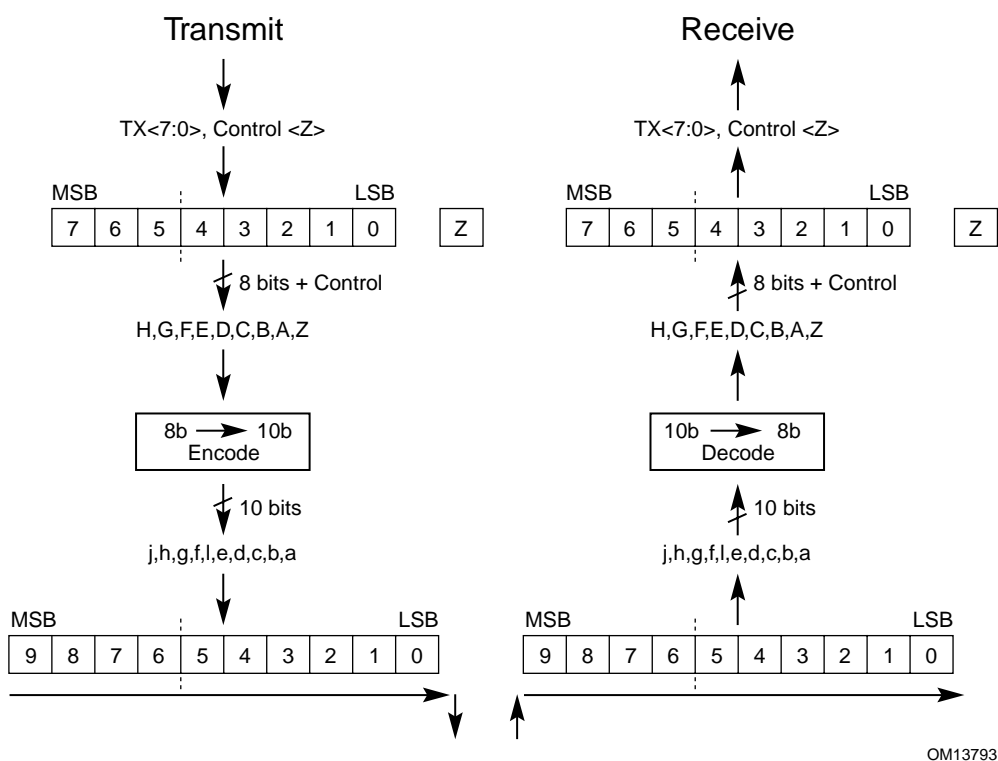 Transmit
Receive
TX<7:0>, Control <Z>
TX<7:0>, Control <Z>
MSB LSB
MSB LSB
7 6 5 4 3 2 1 0 Z
7 6 5 4 3 2 1 0 Z
8 bits + Control
8 bits + Control
H,G,F,E,D,C,B,A,Z
H,G,F,E,D,C,B,A,Z
8b 10b
Encode
10b 8b
Decode
10 bits
10 bits
j,h,g,f,l,e,d,c,b,a
j,h,g,f,l,e,d,c,b,a
MSB LSB
MSB LSB
9 8 7 6 5 4 3 2 1 0
9 8 7 6 5 4 3 2 1 0
OM13793